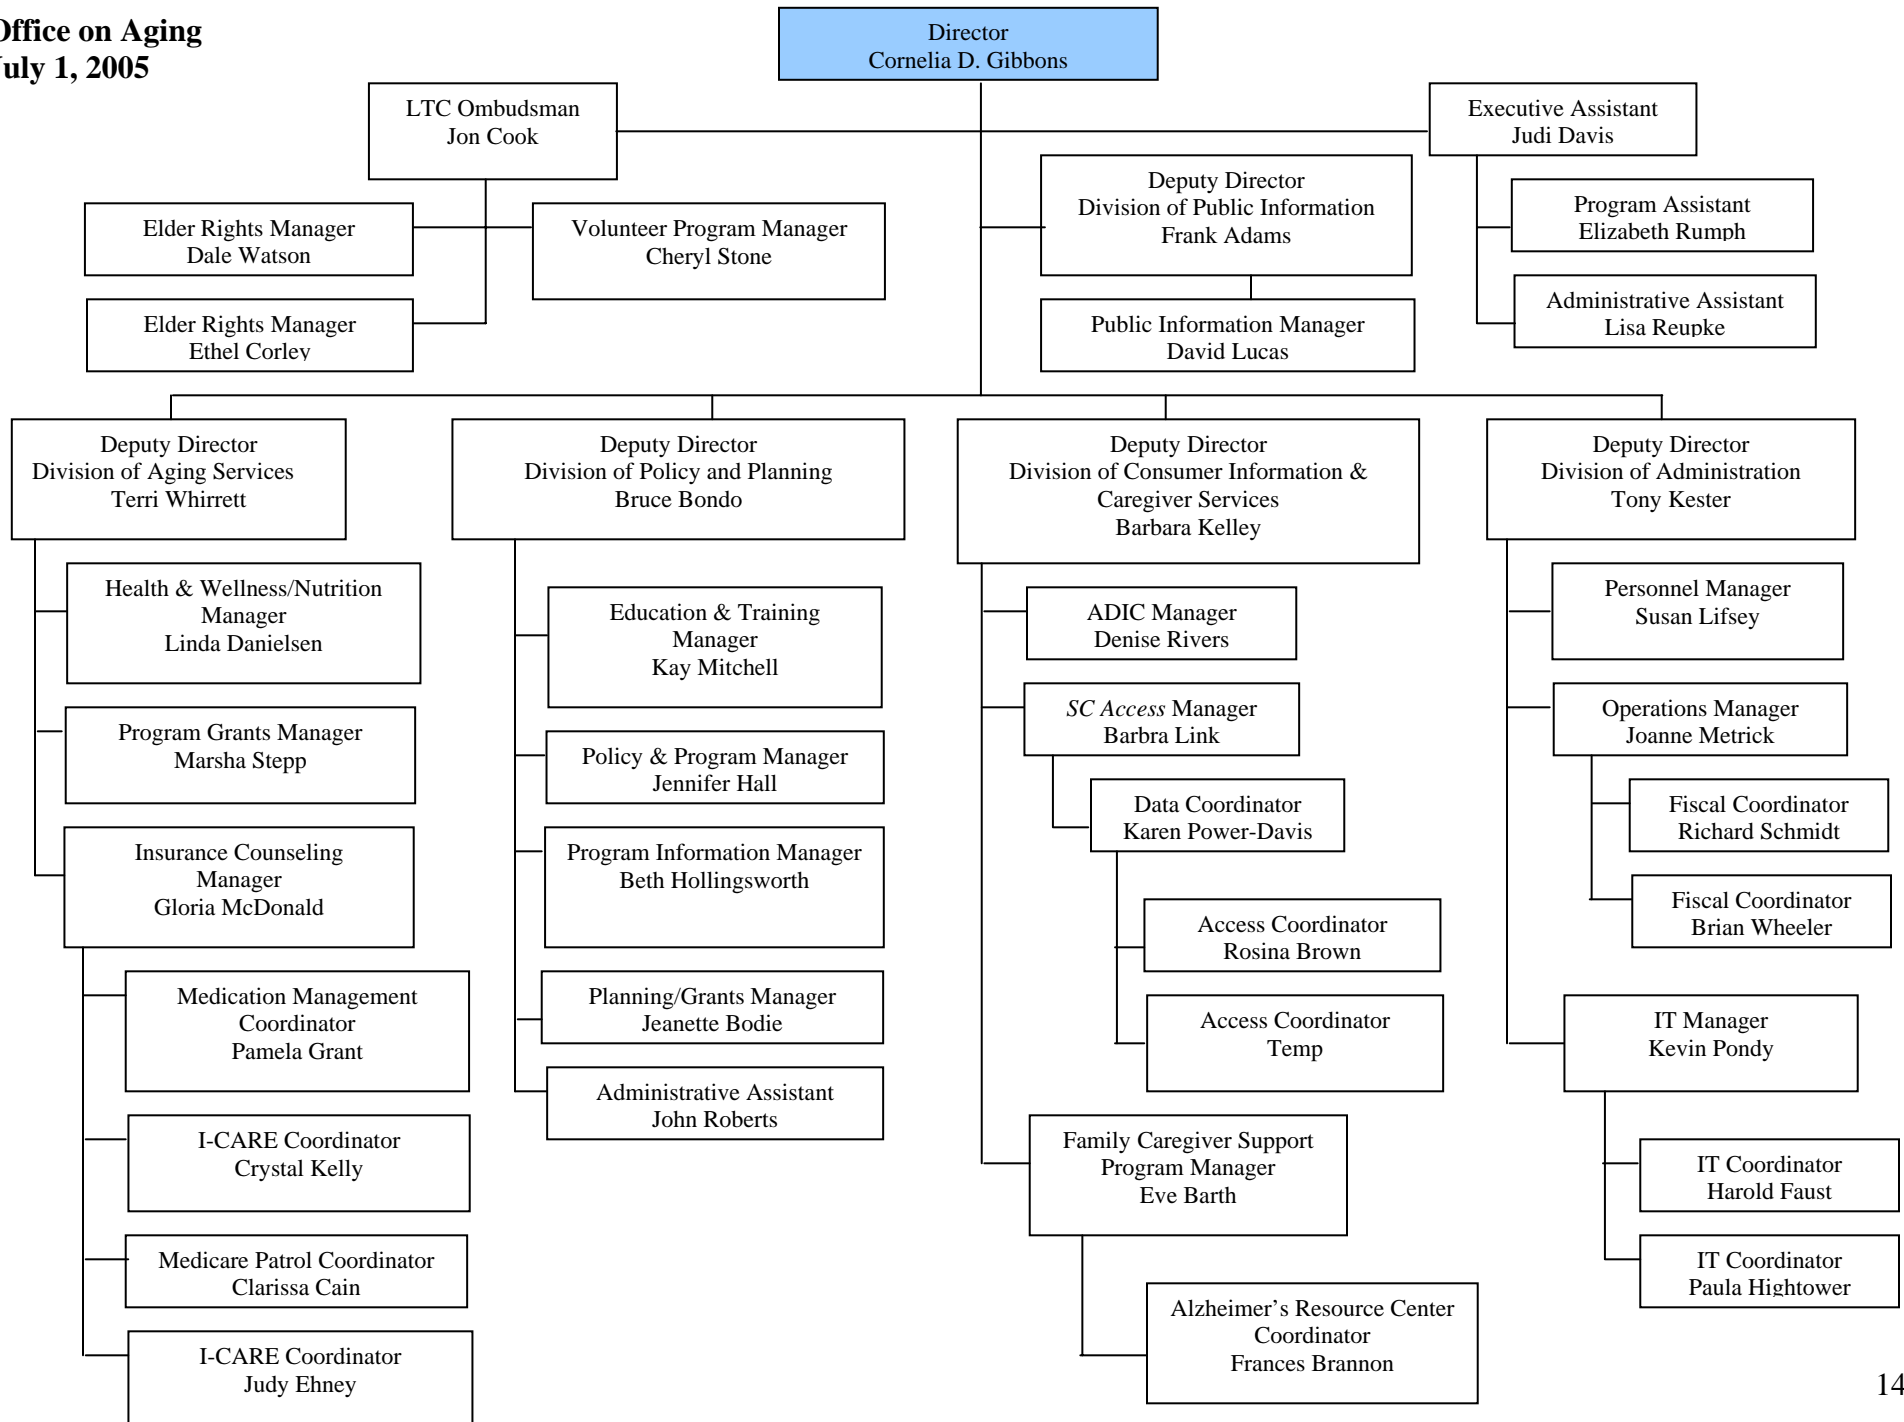 Office on Aging
July 1, 2005
Director
Cornelia D. Gibbons
LTC Ombudsman
Jon Cook
Executive Assistant
Judi Davis
Deputy Director
Division of Public Information
Frank Adams
Program Assistant
Elizabeth Rumph
Elder Rights Manager
Dale Watson
Volunteer Program Manager
Cheryl Stone
Administrative Assistant
Lisa Reupke
Elder Rights Manager
Ethel Corley
Public Information Manager
David Lucas
Deputy Director
Division of Aging Services
Terri Whirrett
Health & Wellness/Nutrition
Manager
Linda Danielsen
Program Grants Manager
Marsha Stepp
Insurance Counseling
Manager
Gloria McDonald
Medication Management
Coordinator
Pamela Grant
I-CARE Coordinator
Crystal Kelly
Medicare Patrol Coordinator
Clarissa Cain
I-CARE Coordinator
Judy Ehney
Deputy Director
Division of Policy and Planning
Bruce Bondo
Education & Training
Manager
Kay Mitchell
Policy & Program Manager
Jennifer Hall
Program Information Manager
Beth Hollingsworth
Planning/Grants Manager
Jeanette Bodie
Administrative Assistant
John Roberts
Deputy Director
Division of Consumer Information &
Caregiver Services
Barbara Kelley
ADIC Manager
Denise Rivers
SC Access Manager
Barbra Link
Data Coordinator
Karen Power-Davis
Access Coordinator
Rosina Brown
Access Coordinator
Temp
Family Caregiver Support
Program Manager
Eve Barth
Alzheimer’s Resource Center
Coordinator
Frances Brannon
Deputy Director
Division of Administration
Tony Kester
Personnel Manager
Susan Lifsey
Operations Manager
Joanne Metrick
Fiscal Coordinator
Richard Schmidt
Fiscal Coordinator
Brian Wheeler
IT Manager
Kevin Pondy
IT Coordinator
Harold Faust
IT Coordinator
Paula Hightower
14